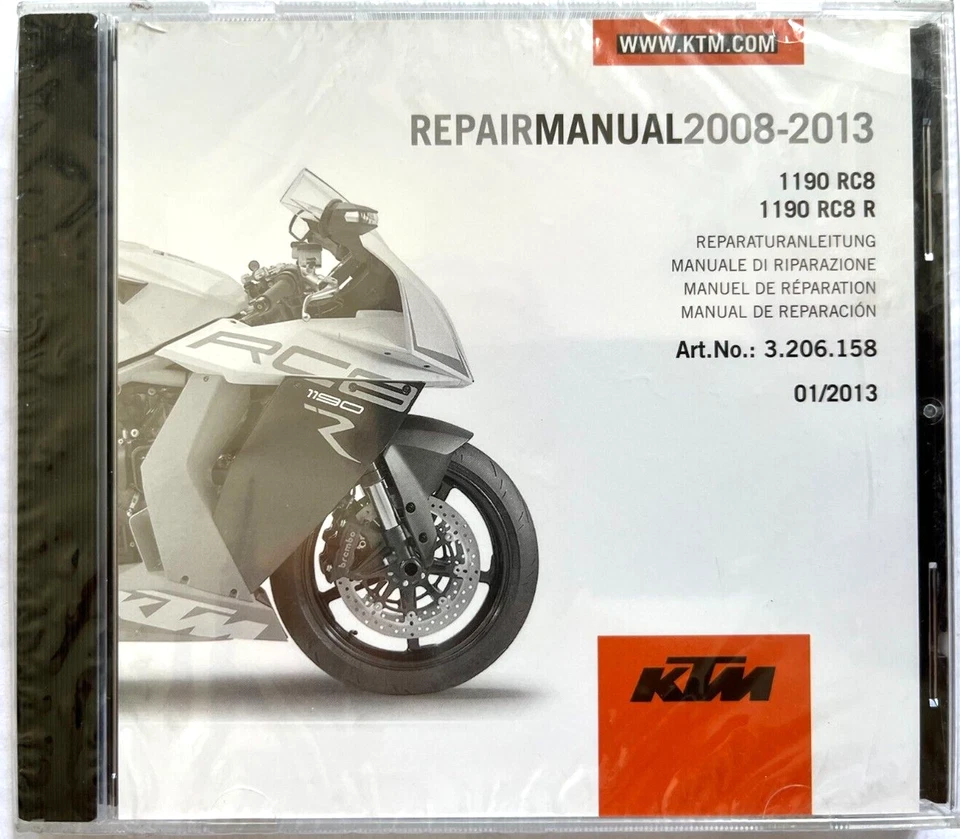 WWW.KTM.COM
REPAIRMANUAL2008-2013
1190 RC8
1190 RC8 R
REPARATURANLEITUNG
MANUALE DI RIPARAZIONE
MANUEL DE RÉPARATION
MANUAL DE REPARACIÓN
Art.No.: 3.206.158
01/2013
RC8
1190
R
brembo
KTM
KTM